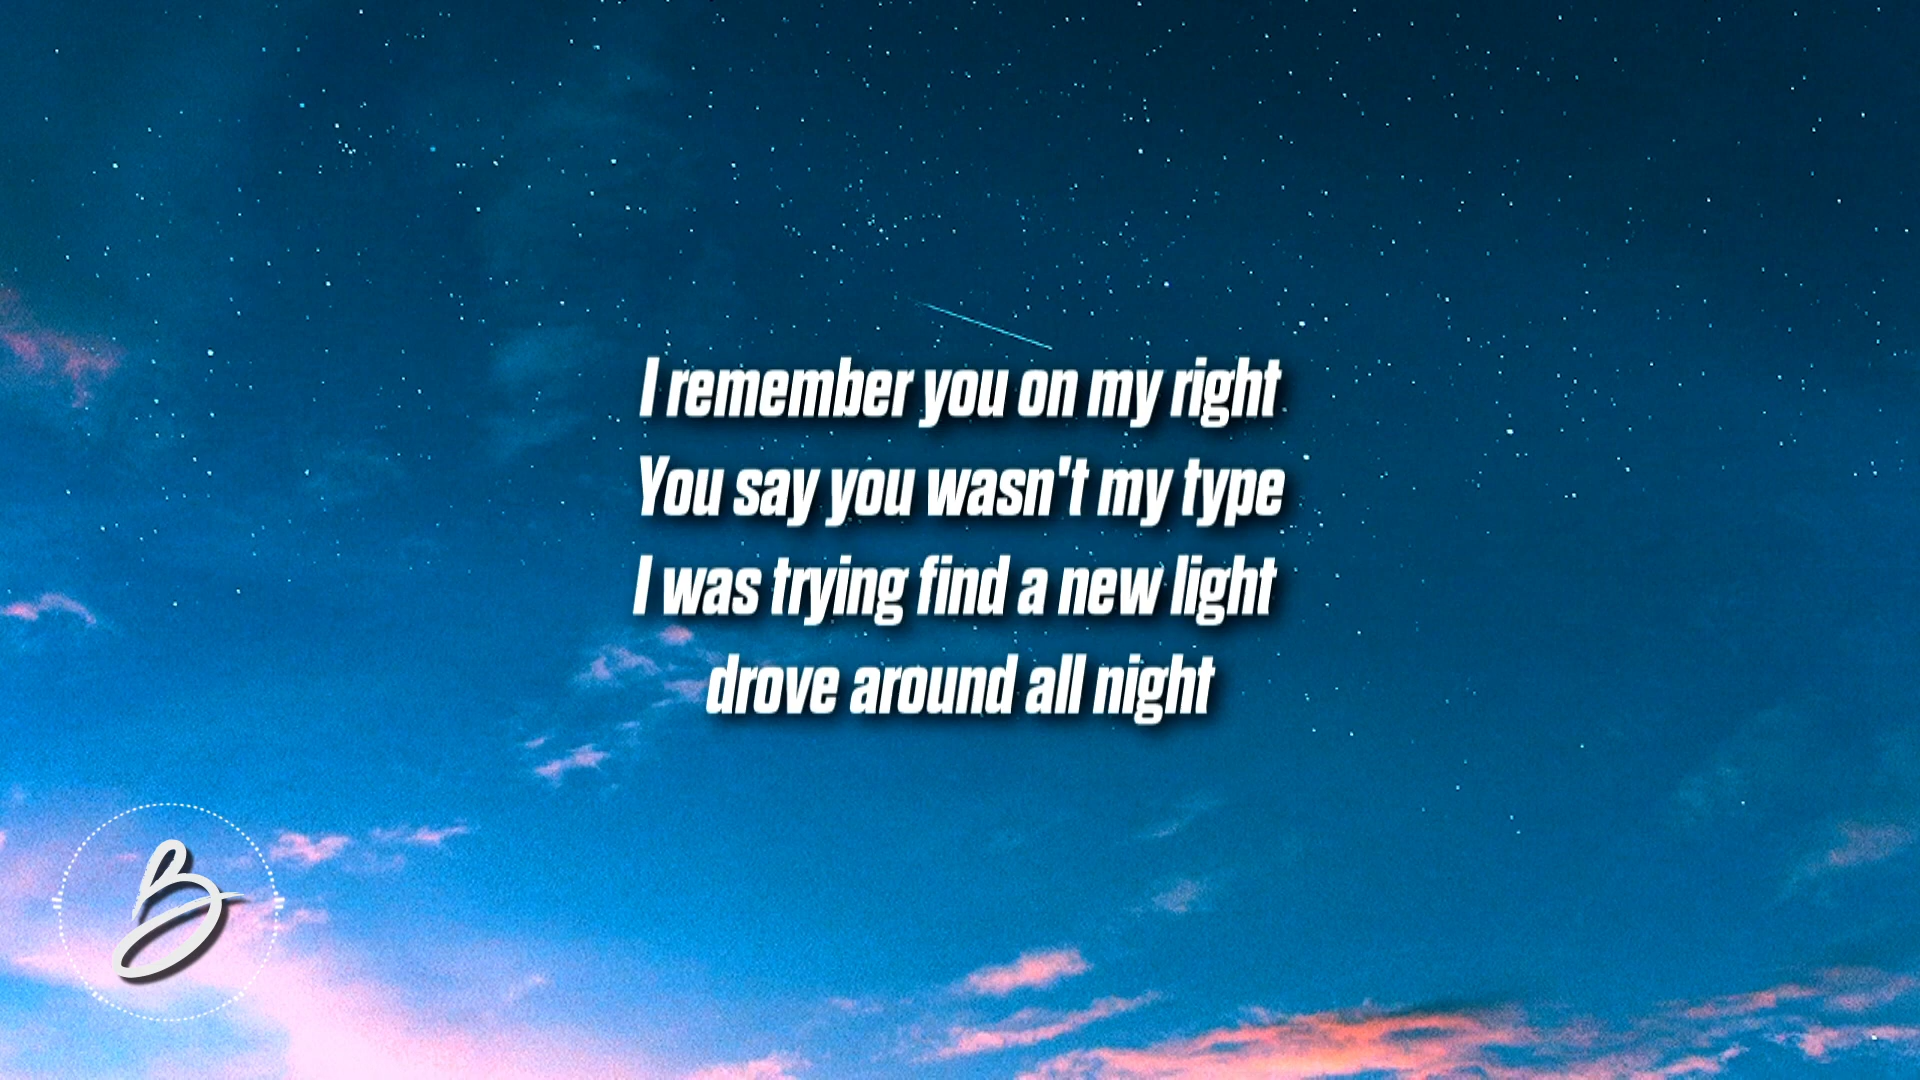 I remember you on my right
You say you wasn't my type
I was trying find a new light
drove around all night
B